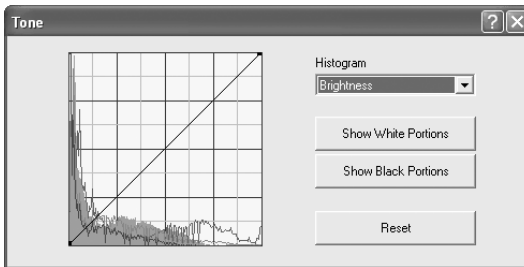 Tone
Histogram
Brightness
Show White Portions
Show Black Portions
Reset